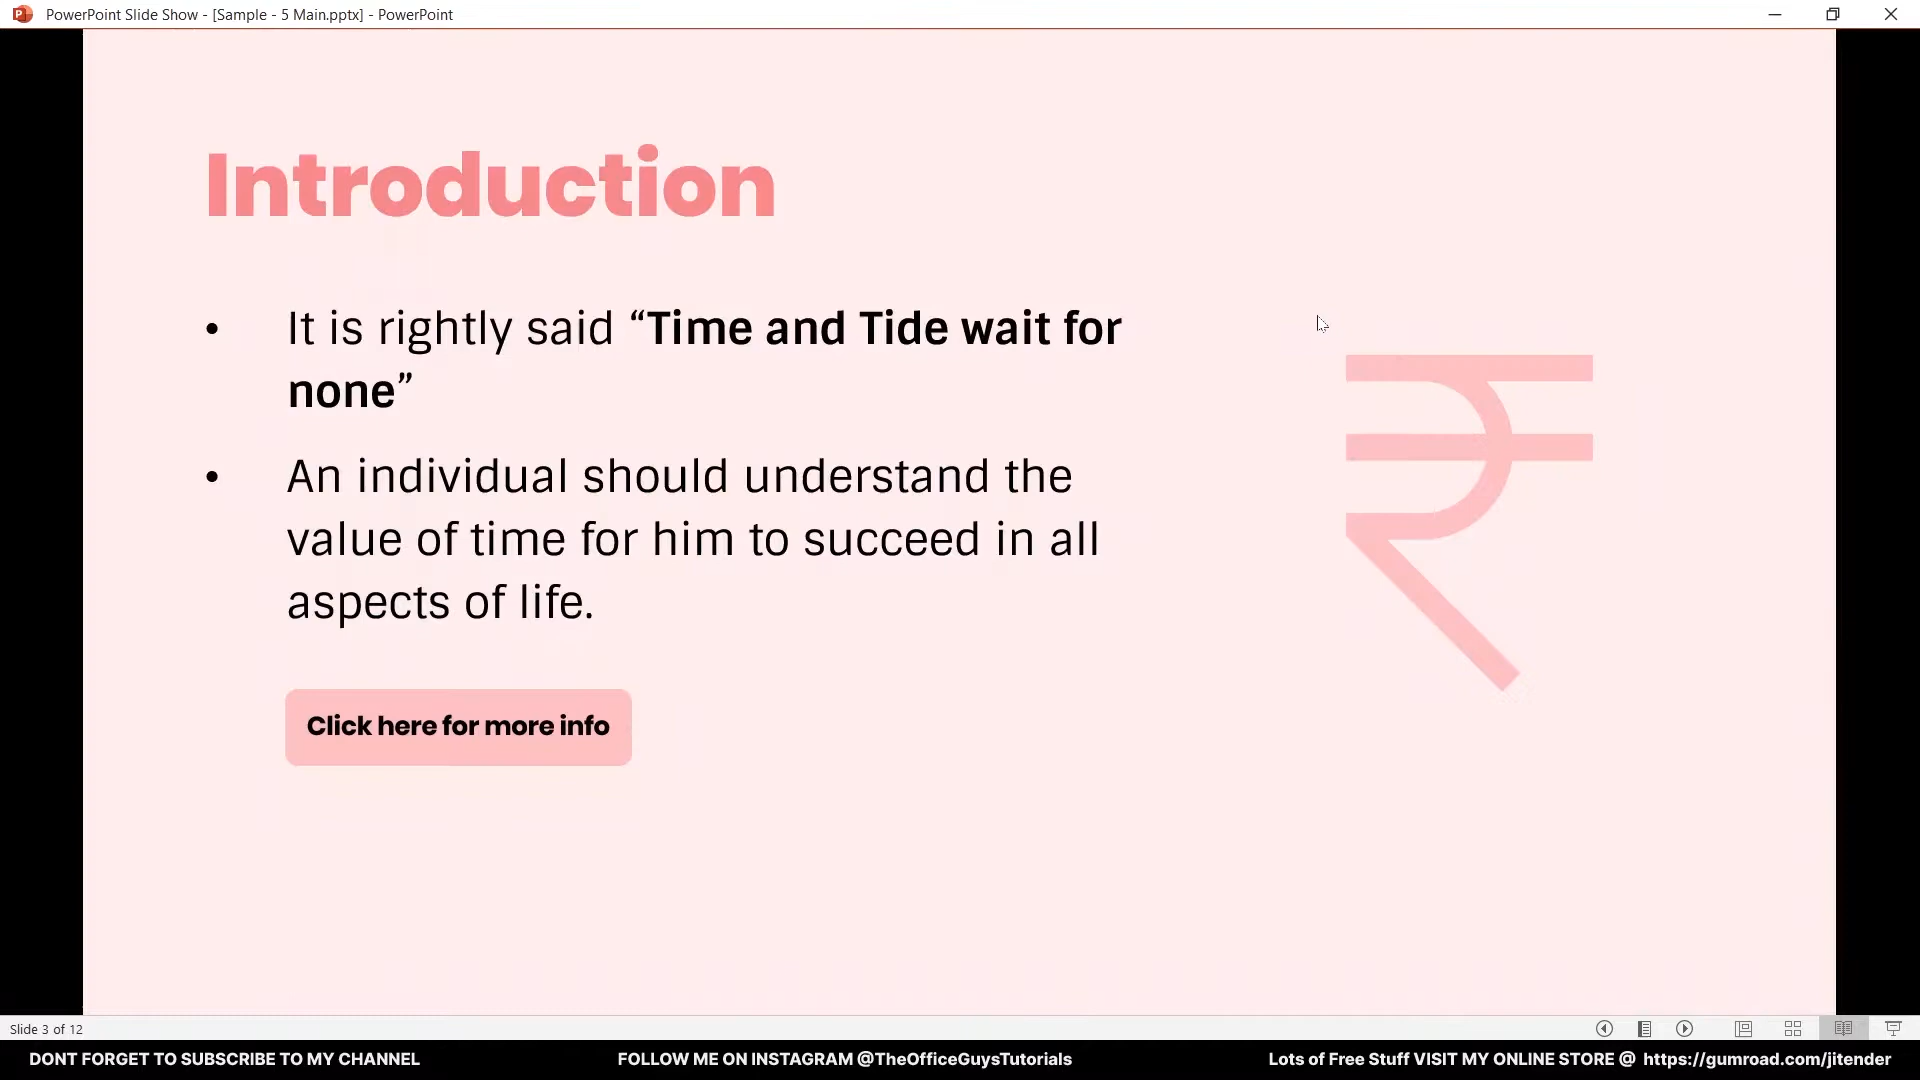 PowerPoint Slide Show - [Sample - 5 Main.pptx] - PowerPoint
Introduction
• It is rightly said “Time and Tide wait for
none”
• An individual should understand the
value of time for him to succeed in all
aspects of life.
₹
Click here for more info
Slide 3 of 12
DONT FORGET TO SUBSCRIBE TO MY CHANNEL
FOLLOW ME ON INSTAGRAM @TheOfficeGuysTutorials
Lots of Free Stuff VISIT MY ONLINE STORE @ https://gumroad.com/jitender